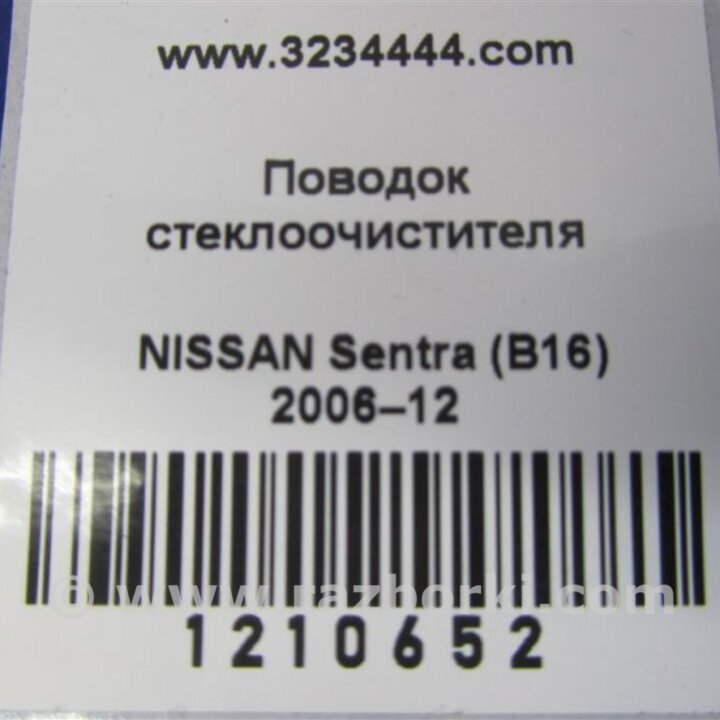 www.3234444.com
Поводок
стеклоочистителя
NISSAN Sentra (B16)
2006–12
© www.razborki.com
1210652